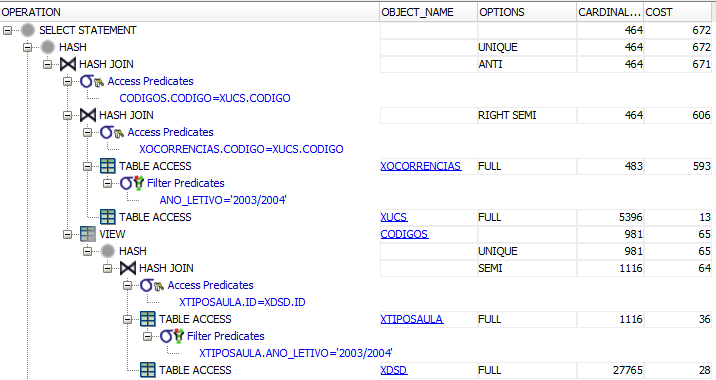 OPERATION OBJECT_NAME OPTIONS CARDINAL... COST
SELECT STATEMENT 464 672
HASH UNIQUE 464 672
HASH JOIN ANTI 464 671
Access Predicates
CODIGOS.CODIGO=XUCS.CODIGO
HASH JOIN RIGHT SEMI 464 606
Access Predicates
XOCORRENCIAS.CODIGO=XUCS.CODIGO
TABLE ACCESS XOCORRENCIAS FULL 483 593
Filter Predicates
ANO_LETIVO='2003/2004'
TABLE ACCESS XUCS FULL 5396 13
VIEW CODIGOS 981 65
HASH UNIQUE 981 65
HASH JOIN SEMI 1116 64
Access Predicates
XTIPOSAULA.ID=XDSD.ID
TABLE ACCESS XTIPOSAULA FULL 1116 36
Filter Predicates
XTIPOSAULA.ANO_LETIVO='2003/2004'
TABLE ACCESS XDSD FULL 27765 28